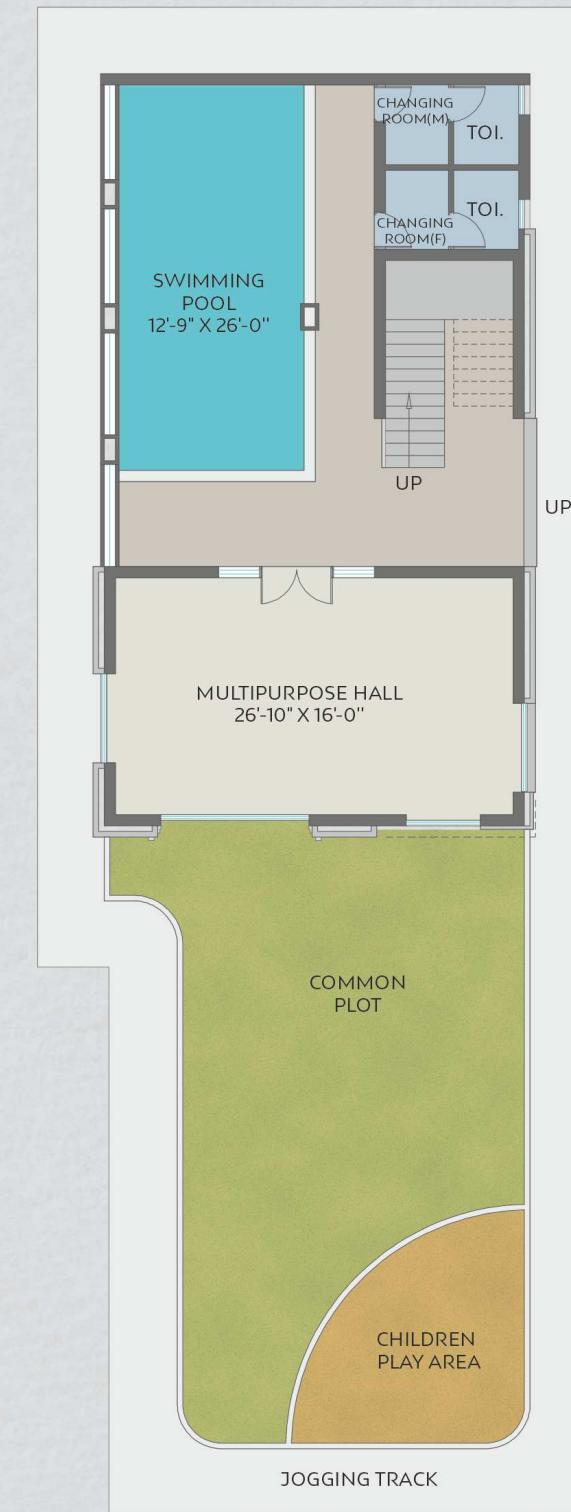 CHANGING
ROOM(M)
TOI.
TOI.
CHANGING
ROOM(F)
SWIMMING
POOL
12'-9" X 26'-0"
UP
UP
MULTIPURPOSE HALL
26'-10" X 16'-0"
COMMON
PLOT
CHILDREN
PLAY AREA
JOGGING TRACK